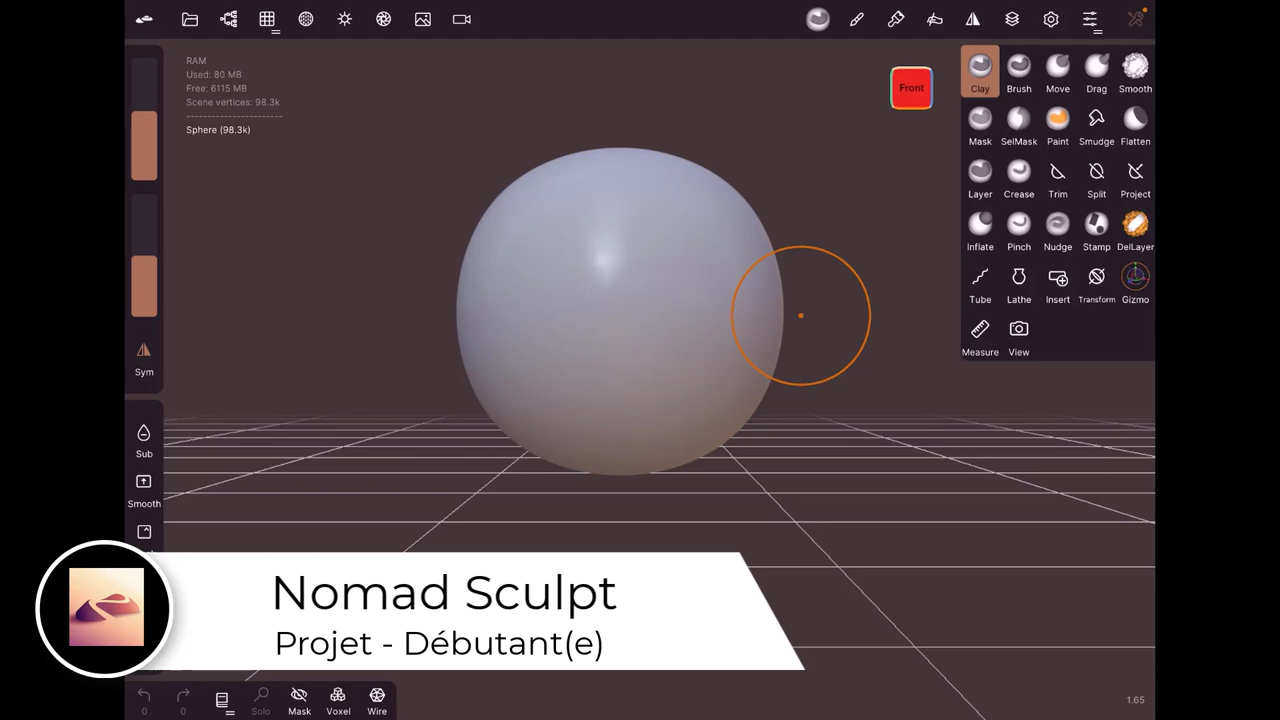 RAM
Used: 80 MB
Free: 6115 MB
Scene vertices: 98.3k
-----------------------
Sphere (98.3k)
Front
Clay Brush Move Drag Smooth
Mask SelMask Paint Smudge Flatten
Layer Crease Trim Split Project
Inflate Pinch Nudge Stamp DelLayer
Tube Lathe Insert Transform Gizmo
Measure View
Sym
Sub
Smooth
Nomad Sculpt
Projet - Débutant(e)
0 0 Solo Mask Voxel Wire
1.65